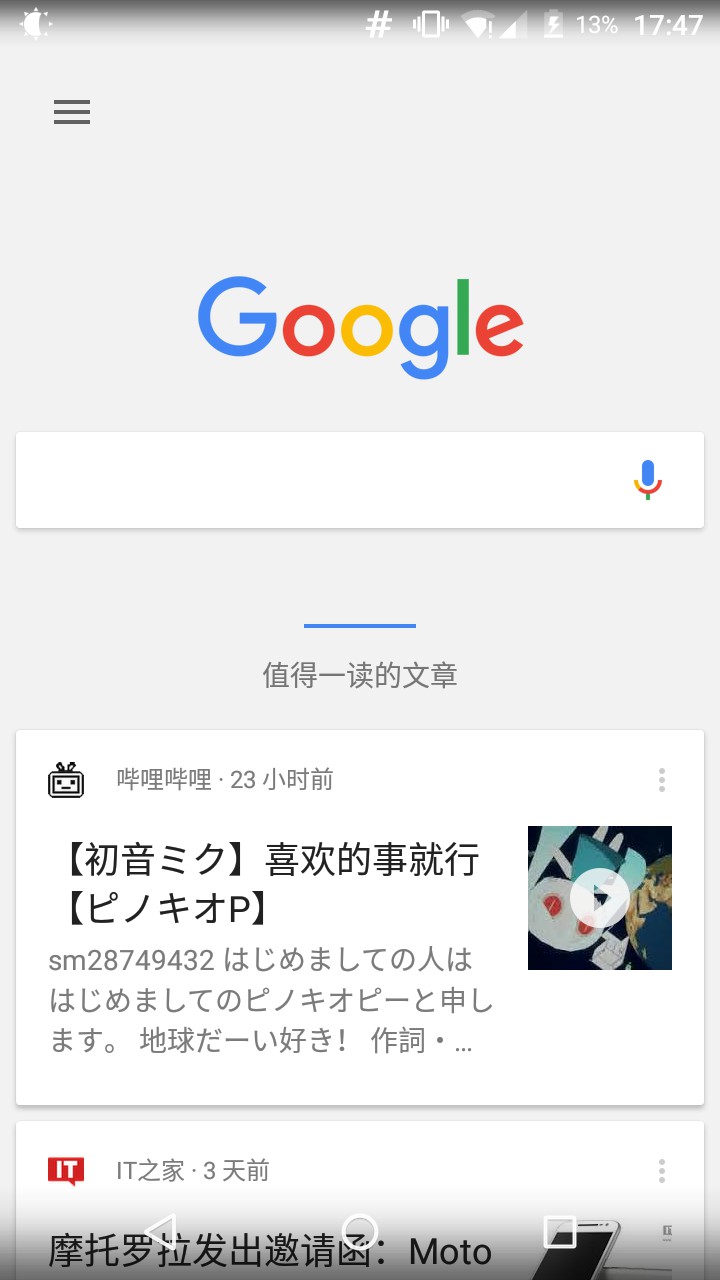 # 13% 17:47
Google
值得一读的文章
哔哩哔哩 · 23 小时前
【初音ミク】喜欢的事就行
【ピノキオP】
sm28749432 はじめましての人は
はじめましてのピノキオピーと申し
ます。 地球だーい好き！ 作詞・...
IT IT之家 · 3 天前
摩托罗拉发出邀请函：Moto